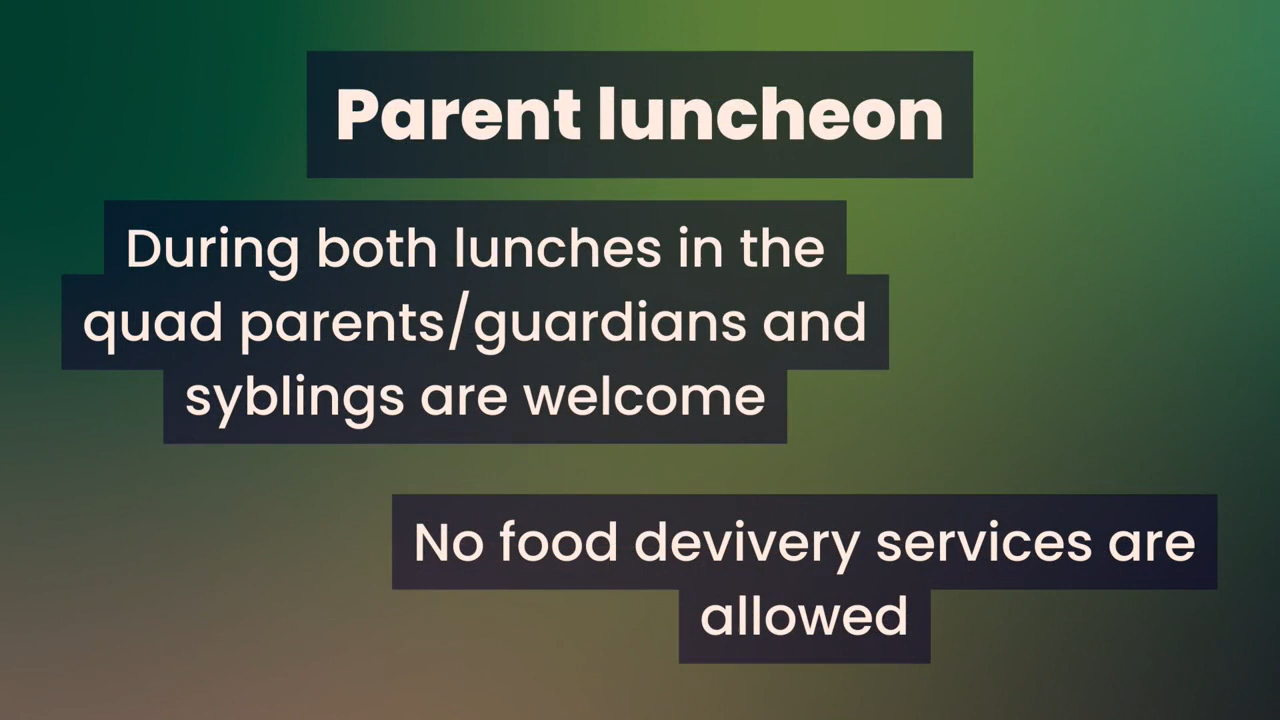 Parent luncheon
During both lunches in the
quad parents/guardians and
syblings are welcome
No food devivery services are
allowed